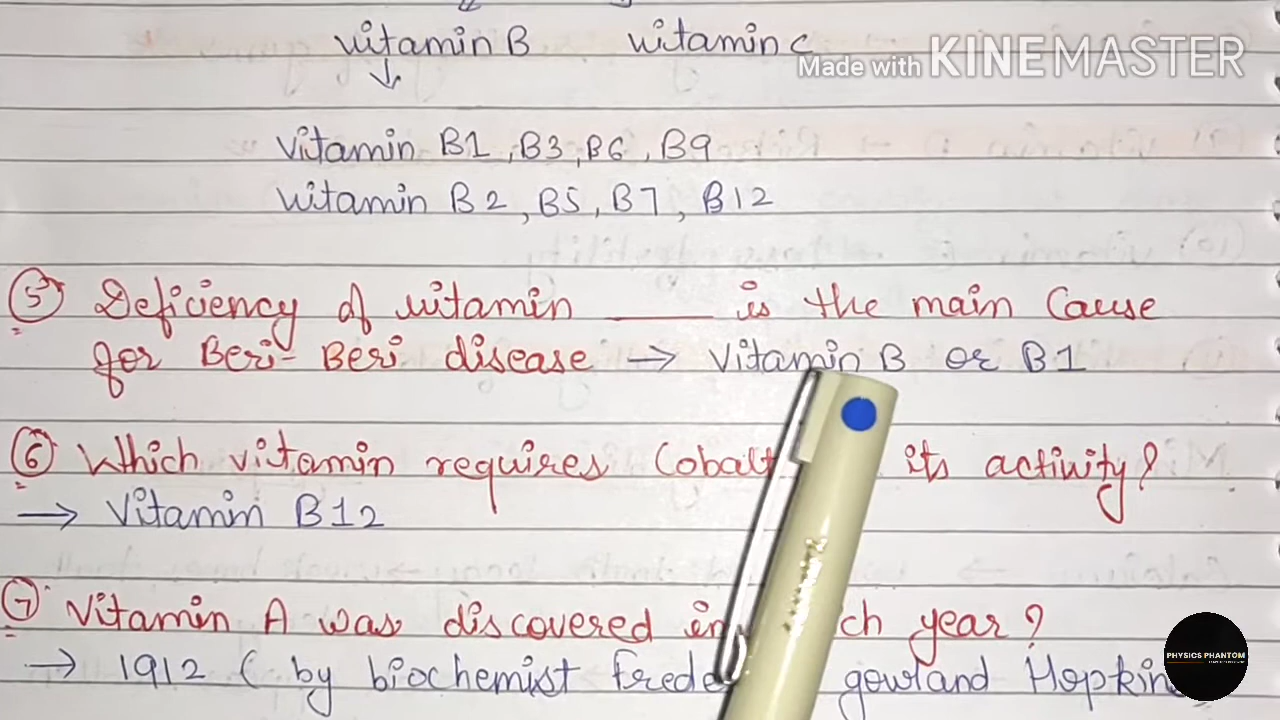 vitamin B vitamin C
Made with KINEMASTER
Vitamin B1, B3, B6, B9
vitamin B2, B5, B7, B12
5 Deficiency of vitamin ______ is the main Cause
for Beri-Beri disease → Vitamin B or B1
6 Which vitamin requires Cobalt its activity?
→ Vitamin B12
7 Vitamin A was discovered in ch year?
→ 1912 ( by biochemist Frede gowland Hopkins
PHYSICS PHANTOM